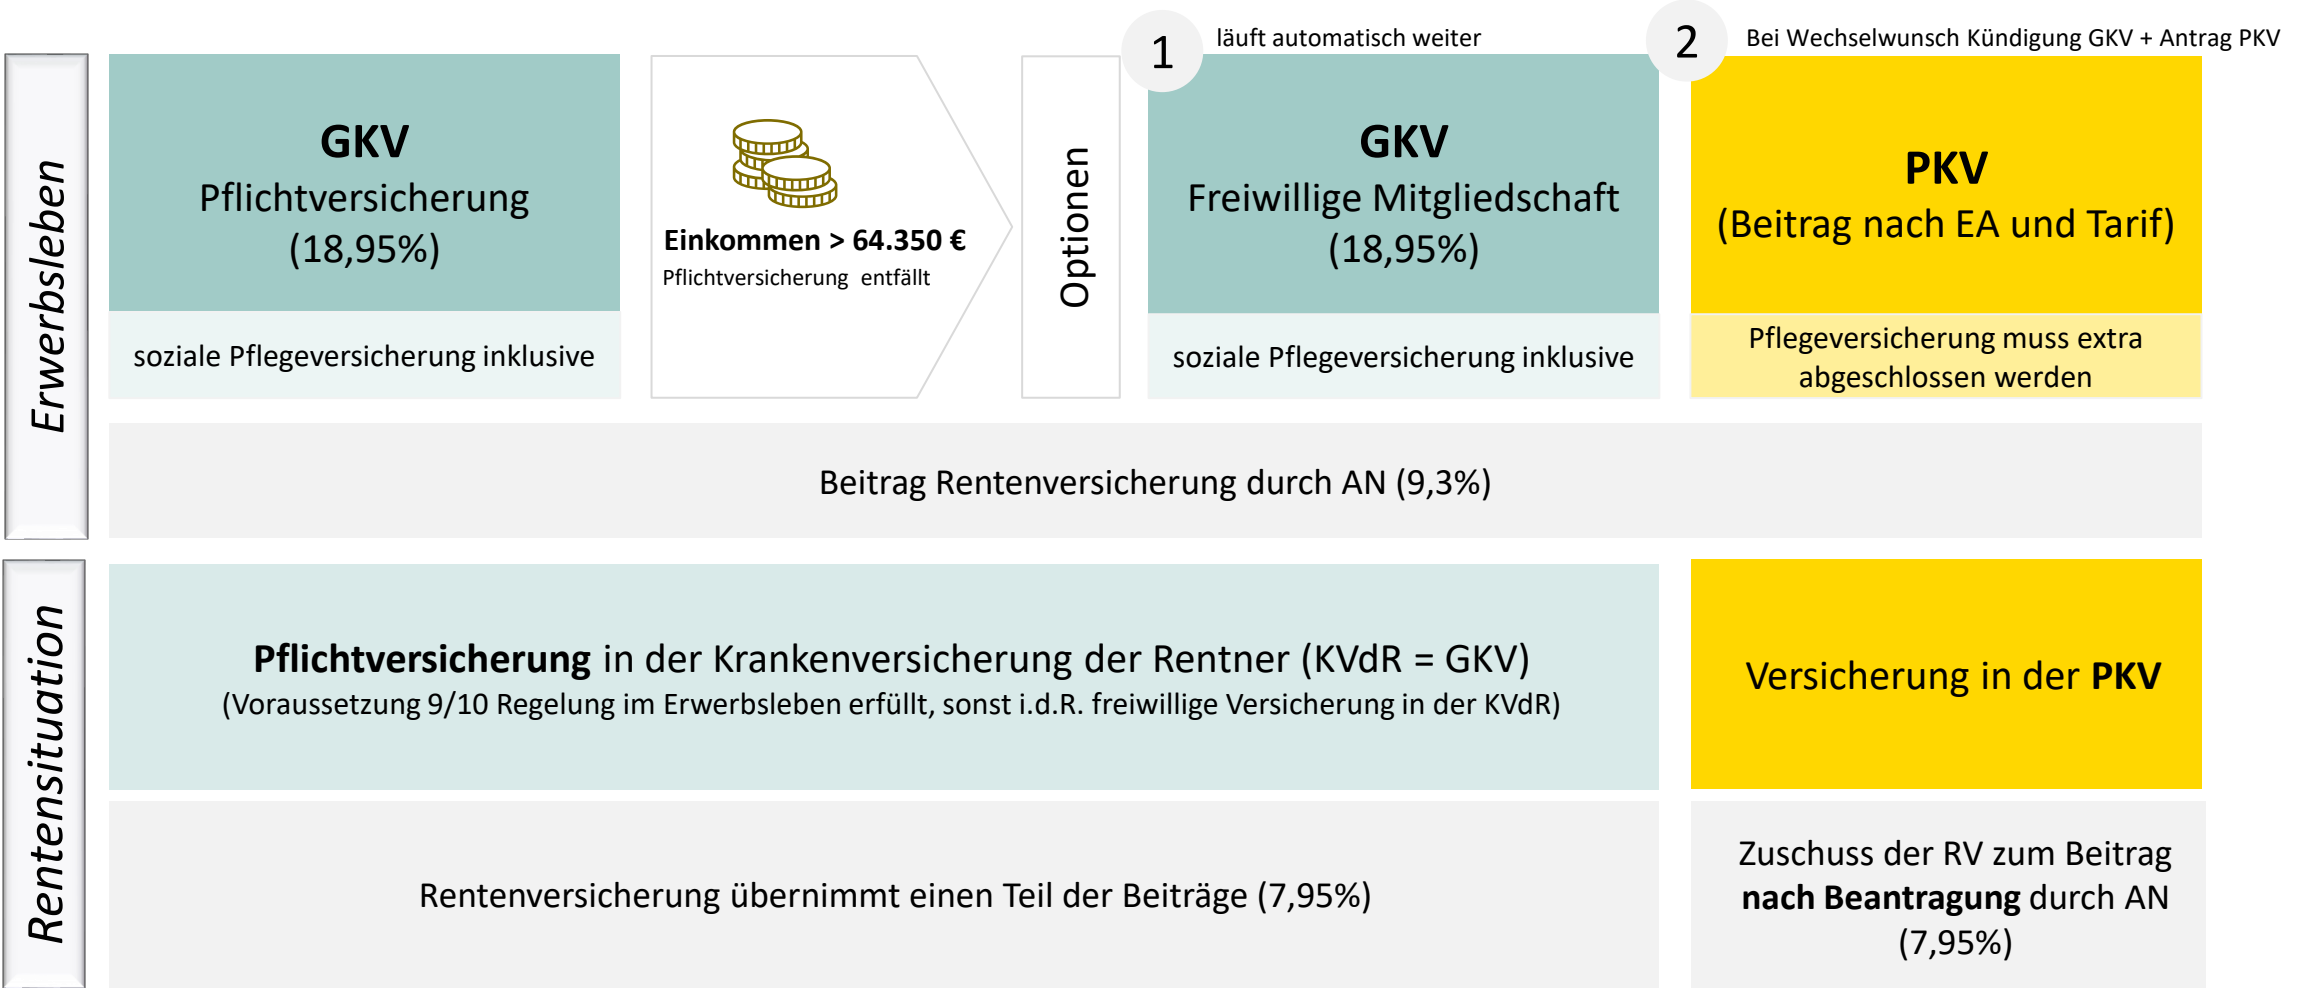 1
läuft automatisch weiter
2
Bei Wechselwunsch Kündigung GKV + Antrag PKV
Erwerbsleben
GKV
Pflichtversicherung
(18,95%)
soziale Pflegeversicherung inklusive
Einkommen > 64.350 €
Pflichtversicherung entfällt
Optionen
GKV
Freiwillige Mitgliedschaft
(18,95%)
soziale Pflegeversicherung inklusive
PKV
(Beitrag nach EA und Tarif)
Pflegeversicherung muss extra
abgeschlossen werden
Beitrag Rentenversicherung durch AN (9,3%)
Rentensituation
Pflichtversicherung in der Krankenversicherung der Rentner (KVdR = GKV)
(Voraussetzung 9/10 Regelung im Erwerbsleben erfüllt, sonst i.d.R. freiwillige Versicherung in der KVdR)
Versicherung in der PKV
Rentenversicherung übernimmt einen Teil der Beiträge (7,95%)
Zuschuss der RV zum Beitrag
nach Beantragung durch AN
(7,95%)